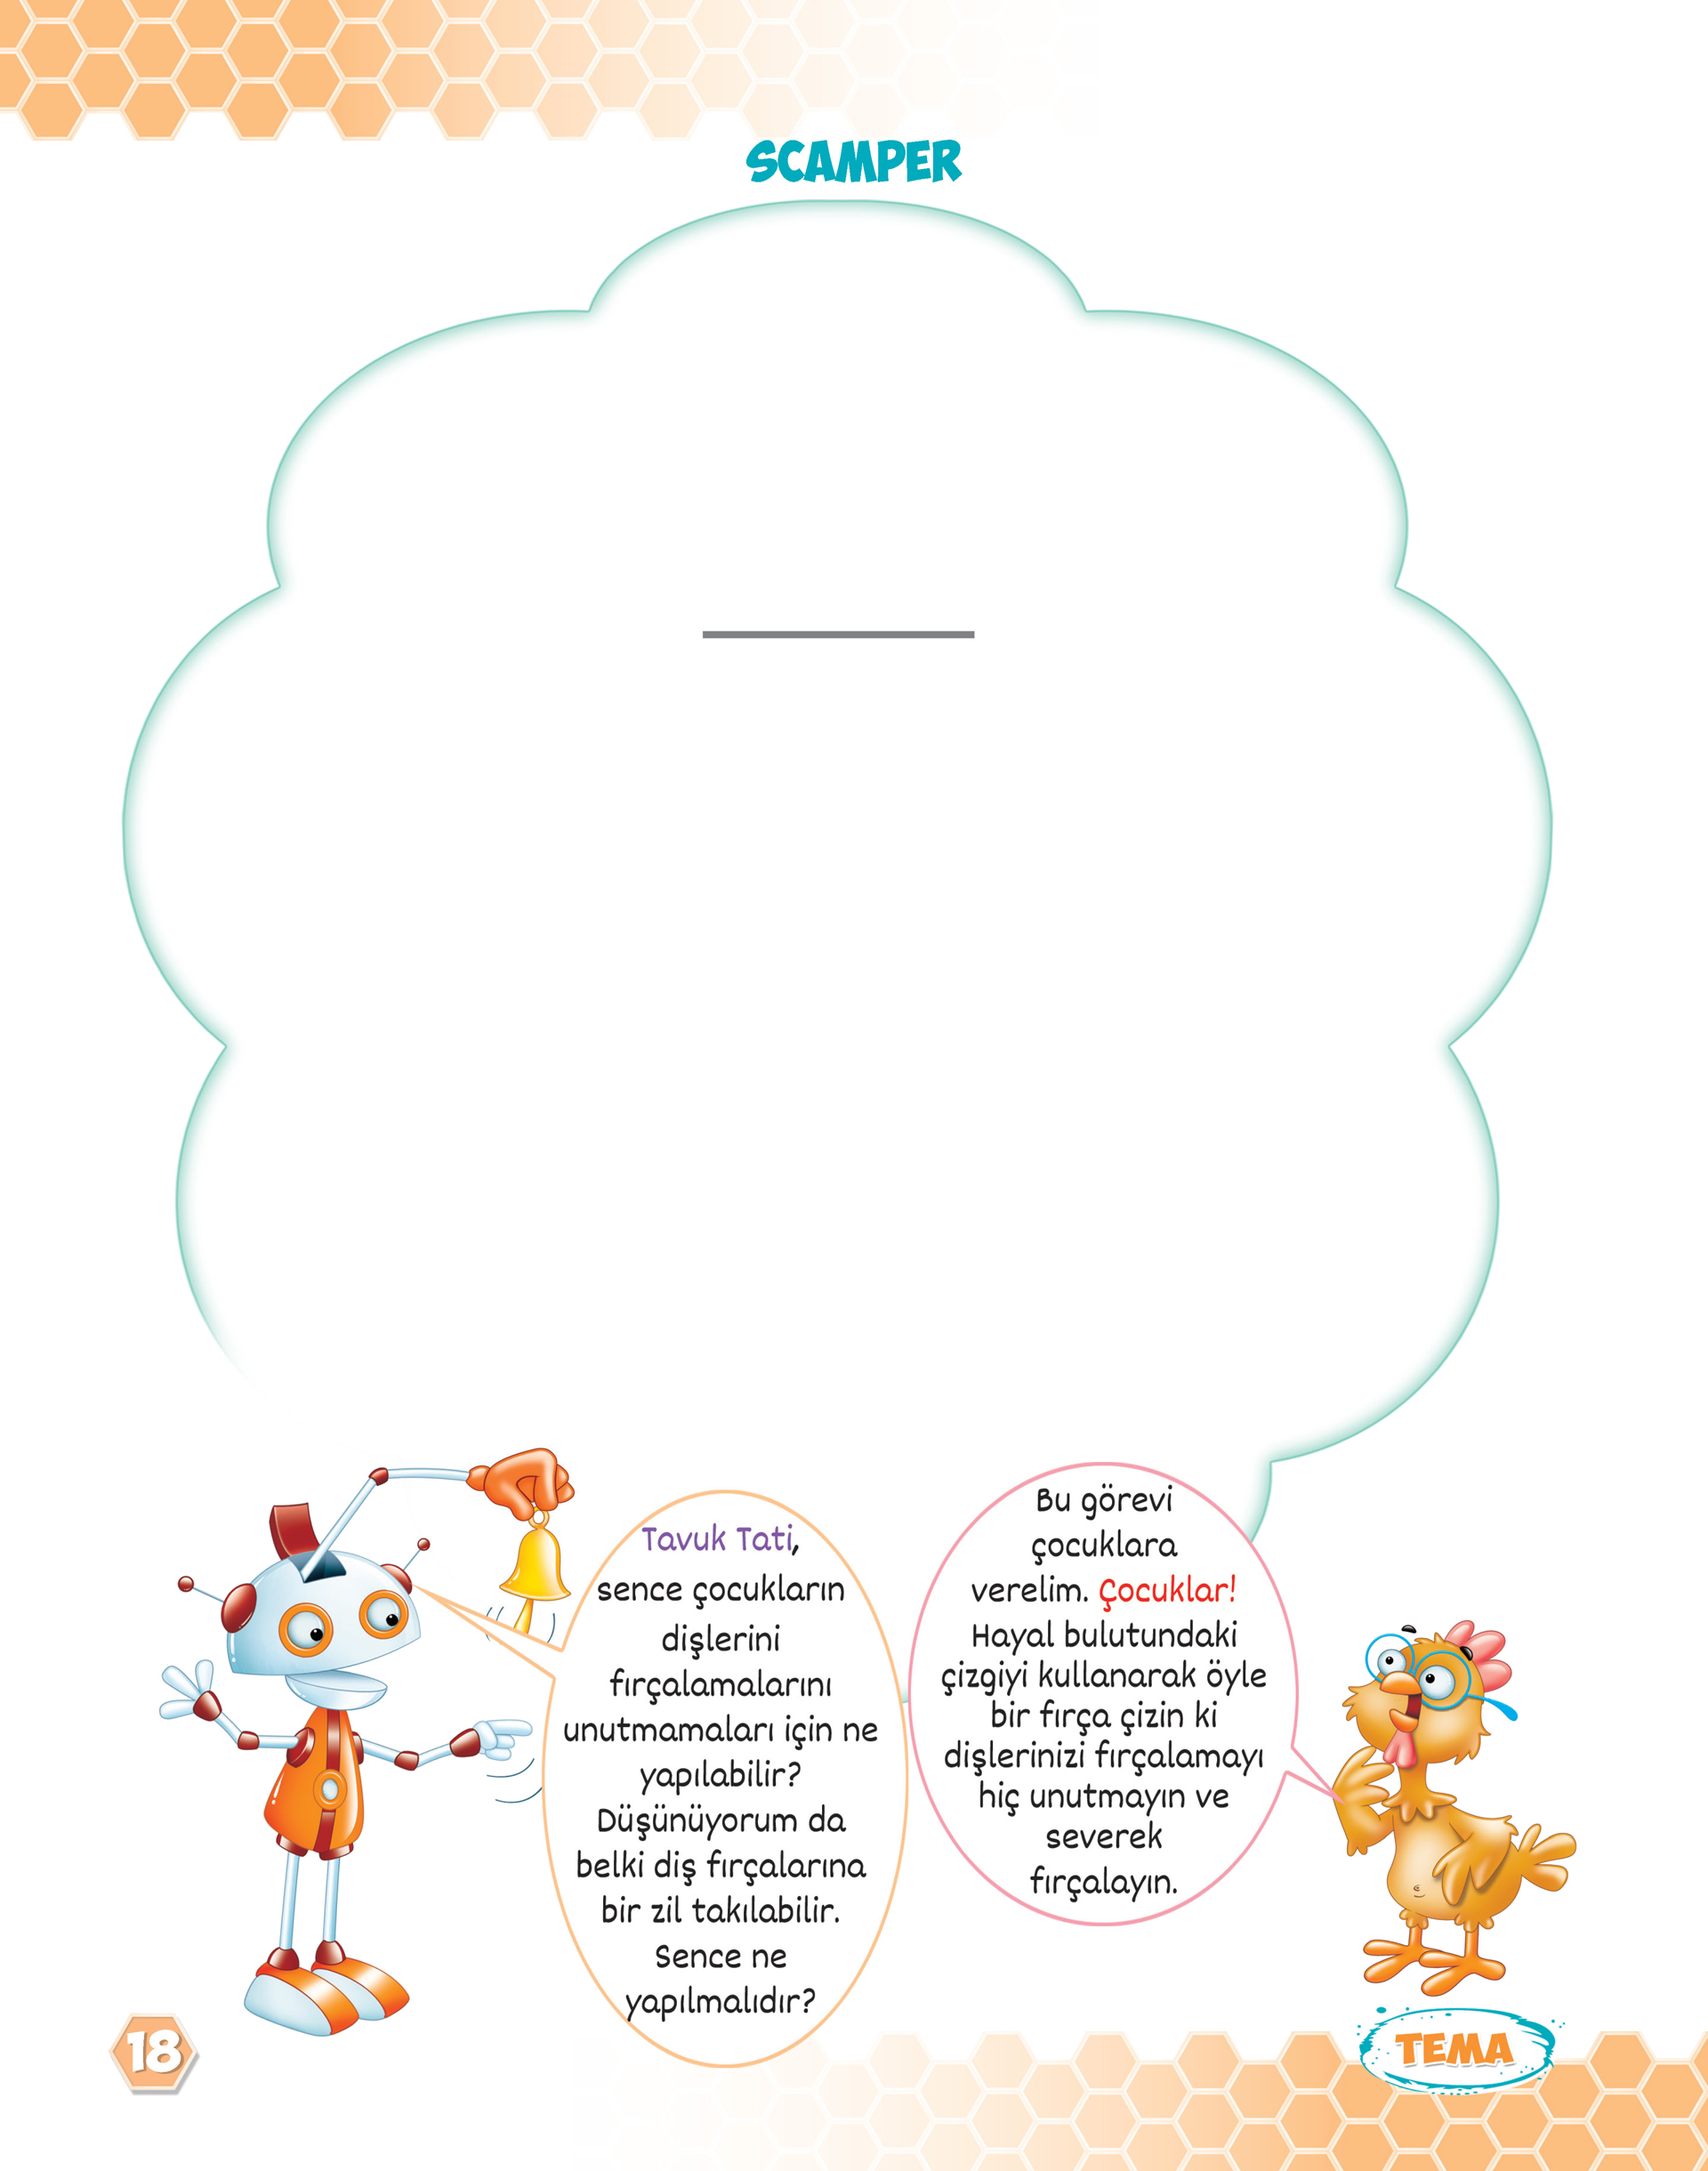 SCAMPER
Tavuk Tati,
sence çocukların
dişlerini
fırçalamalarını
unutmamaları için ne
yapılabilir?
Düşünüyorum da
belki diş fırçalarına
bir zil takılabilir.
Sence ne
yapılmalıdır?
Bu görevi
çocuklara
verelim. Çocuklar!
Hayal bulutundaki
çizgiyi kullanarak öyle
bir fırça çizin ki
dişlerinizi fırçalamayı
hiç unutmayın ve
severek
fırçalayın.
18
TEMA